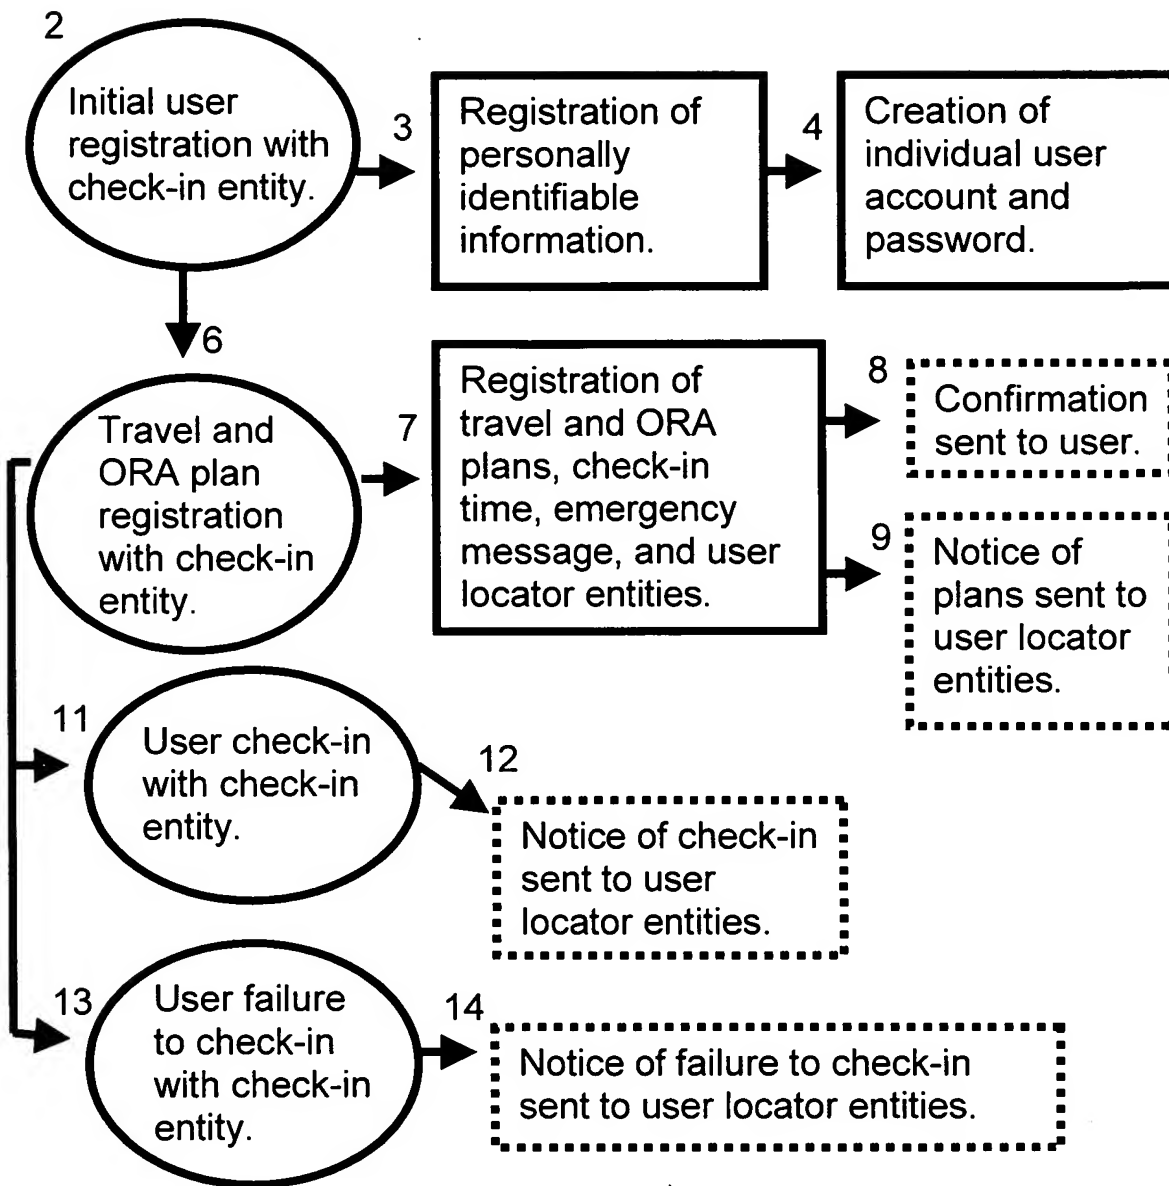 2
Initial user
registration with
check-in entity.
3
Registration of
personally
identifiable
information.
4
Creation of
individual user
account and
password.
6
Travel and
ORA plan
registration
with check-in
entity.
7
Registration of
travel and ORA
plans, check-in
time, emergency
message, and user
locator entities.
8
Confirmation
sent to user.
9
Notice of
plans sent to
user locator
entities.
11
User check-in
with check-in
entity.
12
Notice of check-in
sent to user
locator entities.
13
User failure
to check-in
with check-in
entity.
14
Notice of failure to check-in
sent to user locator entities.